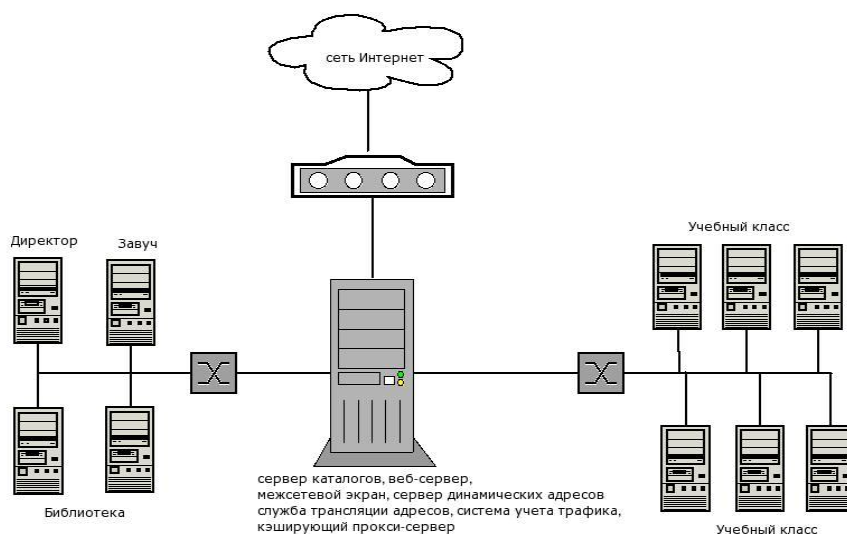 сеть Интернет
Директор
Завуч
Учебный класс
сервер каталогов, веб-сервер,
межсетевой экран, сервер динамических адресов
служба трансляции адресов, система учета трафика,
кэширующий прокси-сервер
Библиотека
Учебный класс